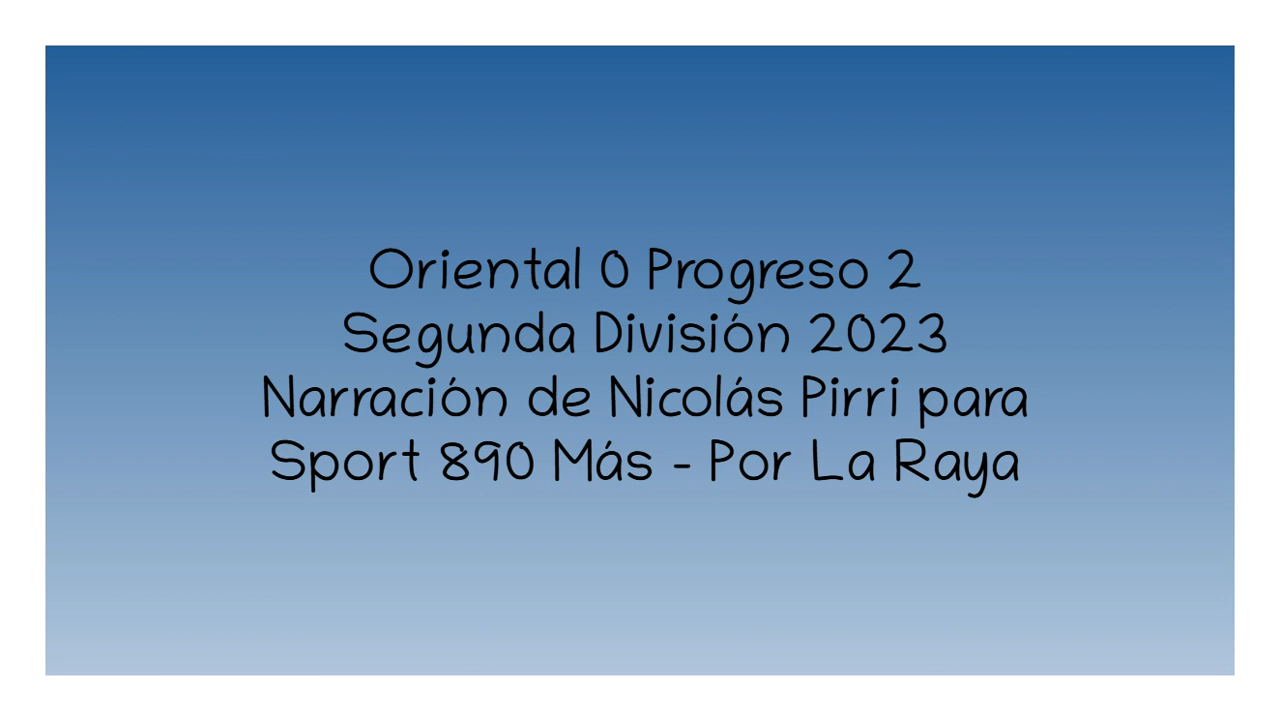 Oriental 0 Progreso 2
Segunda División 2023
Narración de Nicolás Pirri para
Sport 890 Más - Por La Raya